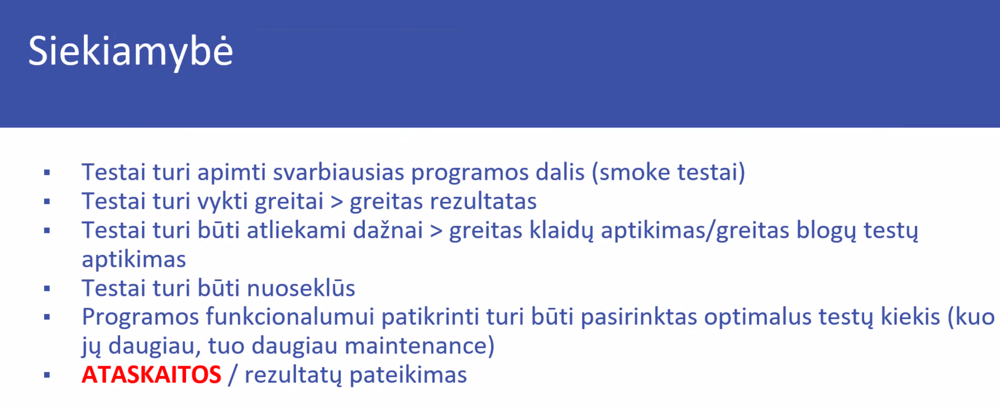 Siekiamybė
▪ Testai turi apimti svarbiausias programos dalis (smoke testai)
▪ Testai turi vykti greitai > greitas rezultatas
▪ Testai turi būti atliekami dažnai > greitas klaidų aptikimas/greitas blogų testų
aptikimas
▪ Testai turi būti nuoseklūs
▪ Programos funkcionalumui patikrinti turi būti pasirinktas optimalus testų kiekis (kuo
jų daugiau, tuo daugiau maintenance)
▪ ATASKAITOS / rezultatų pateikimas